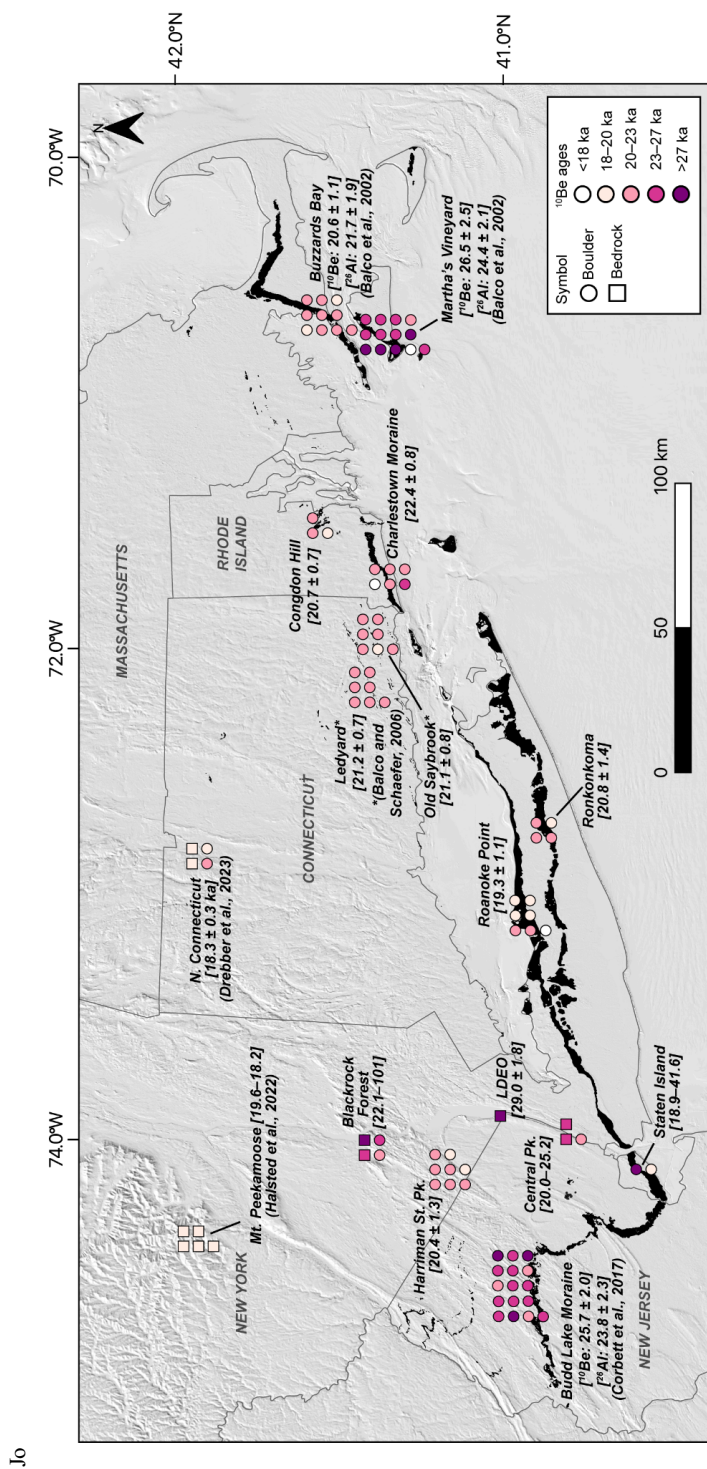 Jo
42.0°N
41.0°N
70.0°W
72.0°W
74.0°W
N
MASSACHUSETTS
RHODE
ISLAND
CONNECTICUT
NEW YORK
NEW JERSEY
Mt. Peekamoose [19.6–18.2]
(Halsted et al., 2022)
N. Connecticut
[18.3 ± 0.3 ka]
(Drebber et al., 2023)
Blackrock
Forest
[22.1–101]
Harriman St. Pk.
[20.4 ± 1.3]
LDEO
[29.0 ± 1.8]
Central Pk.
[20.0–25.2]
Staten Island
[18.9–41.6]
Budd Lake Moraine
[¹⁰Be: 25.7 ± 2.0]
[²⁶Al: 23.8 ± 2.3]
(Corbett et al., 2017)
Roanoke Point
[19.3 ± 1.1]
Ronkonkoma
[20.8 ± 1.4]
Ledyard*
[21.2 ± 0.7]
*(Balco and
Schaefer, 2006)
Old Saybrook*
[21.1 ± 0.8]
Congdon Hill
[20.7 ± 0.7]
Charlestown Moraine
[22.4 ± 0.8]
Buzzards Bay
[¹⁰Be: 20.6 ± 1.1]
[²⁶Al: 21.7 ± 1.9]
(Balco et al., 2002)
Martha's Vineyard
[¹⁰Be: 26.5 ± 2.5]
[²⁶Al: 24.4 ± 2.1]
(Balco et al., 2002)
0 50 100 km
Symbol
Boulder
Bedrock
¹⁰Be ages
<18 ka
18–20 ka
20–23 ka
23–27 ka
>27 ka